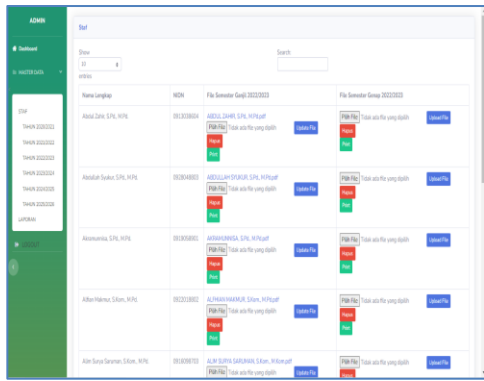 ADMIN
Dashboard
MASTER DATA
STAF
TAHUN 2020/2021
TAHUN 2021/2022
TAHUN 2022/2023
TAHUN 2023/2024
TAHUN 2024/2025
TAHUN 2025/2026
LAPORAN
LOGOUT
Staf
Show
10
entries
Search:
Nama Lengkap NIDN File Semester Ganjil 2022/2023 File Semester Genap 2022/2023
Abdul Zahir, S.Pd., M.Pd. ABDUL ZAHIR, S.Pd., M.Pd.pdf
Pilih File Tidak ada file yang dipilih Update File
Hapus
Print
Pilih File Tidak ada file yang dipilih Upload File
Hapus
Print
Abdullah Syukur, S.Pd., M.Pd. ABDULLAH SYUKUR, S.Pd., M.Pd.pdf
Pilih File Tidak ada file yang dipilih Update File
Hapus
Print
Pilih File Tidak ada file yang dipilih Upload File
Hapus
Print
S.Pd., M.Pd. S.Pd., M.Pd.pdf
Pilih File Tidak ada file yang dipilih Update File
Hapus
Print
Pilih File Tidak ada file yang dipilih Upload File
Hapus
Print
Makmur, S.Kom., M.Pd. MAKMUR, S.Kom., M.Pd.pdf
Pilih File Tidak ada file yang dipilih Update File
Hapus
Print
Pilih File Tidak ada file yang dipilih Upload File
Hapus
Print
Alim Surya Saruman, S.Kom., M.Pd. ALIM SURYA SARUMAN, S.Kom., M.Kom.pdf
Pilih File Tidak ada file yang dipilih Update File
Pilih File Tidak ada file yang dipilih Upload File
Hapus